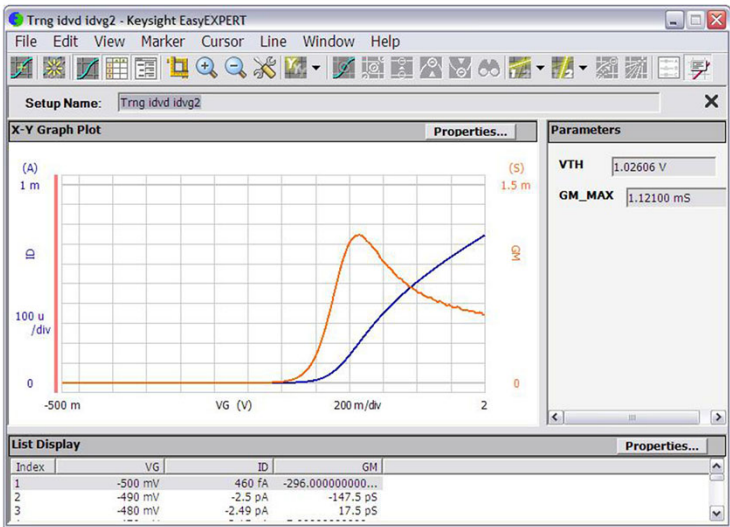 Trng idvd idvg2 - Keysight EasyEXPERT
File Edit View Marker Cursor Line Window Help
Setup Name: Trng idvd idvg2
X-Y Graph Plot
Properties...
Parameters
(A)
1 m
ID
100 u
/div
0
(S)
1.5 m
GM
0
-500 m
VG (V)
200 m/div
2
VTH 1.02606 V
GM_MAX 1.12100 mS
List Display
Properties...
Index VG ID GM
1 -500 mV 460 fA -296.000000000...
2 -490 mV -2.5 pA -147.5 pS
3 -480 mV -2.49 pA 17.5 pS